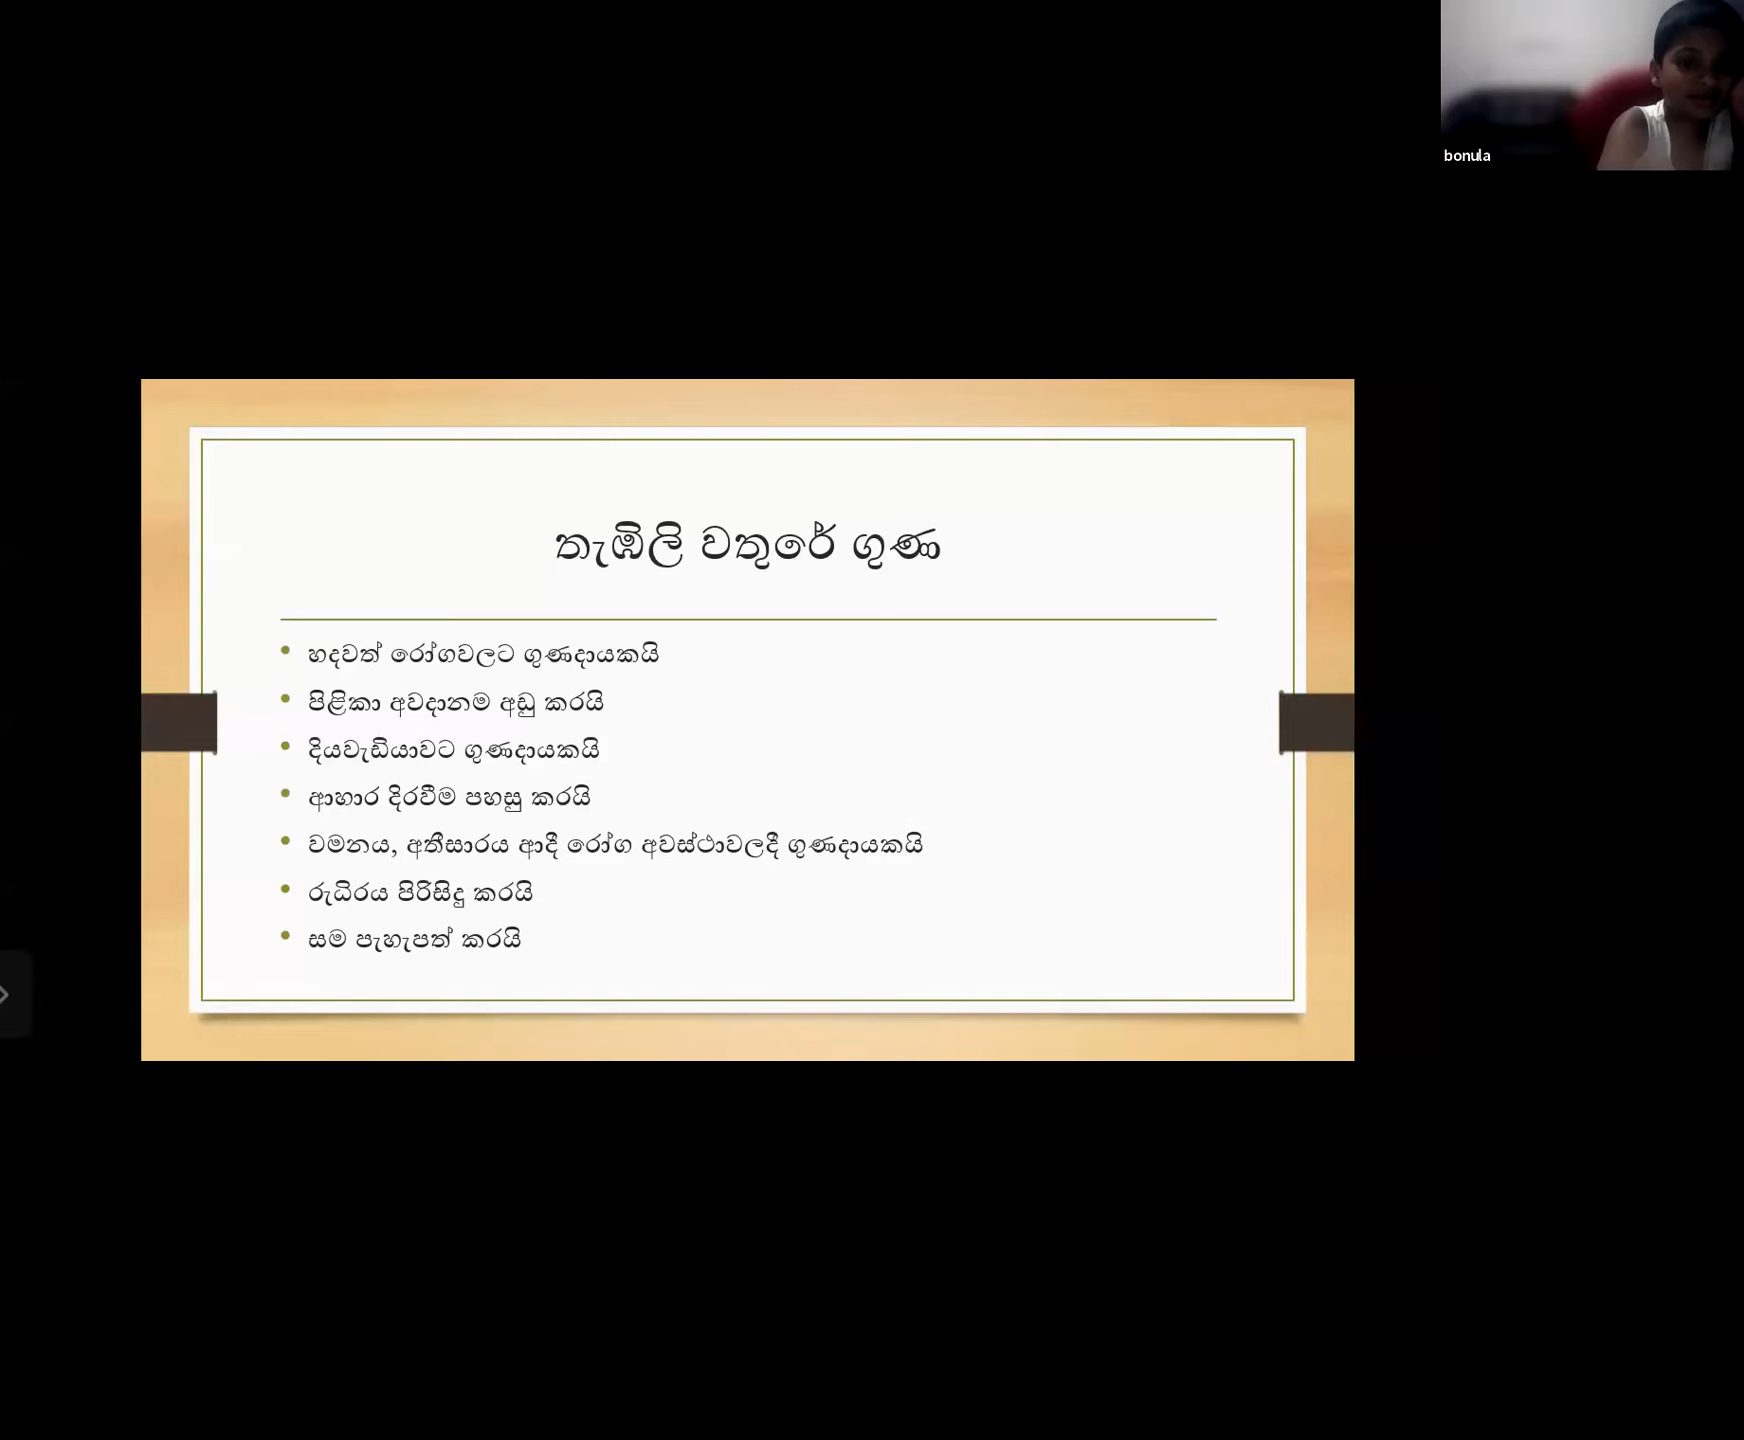 bonula
තැඹිලි වතුරේ ගුණ
• හදවත් රෝගවලට ගුණදායකයි
• පිළිකා අවදානම අඩු කරයි
• දියවැඩියාවට ගුණදායකයි
• ආහාර දිරවීම පහසු කරයි
• වමනය, අතීසාරය ආදී රෝග අවස්ථාවලදී ගුණදායකයි
• රුධිරය පිරිසිදු කරයි
• සම පැහැපත් කරයි